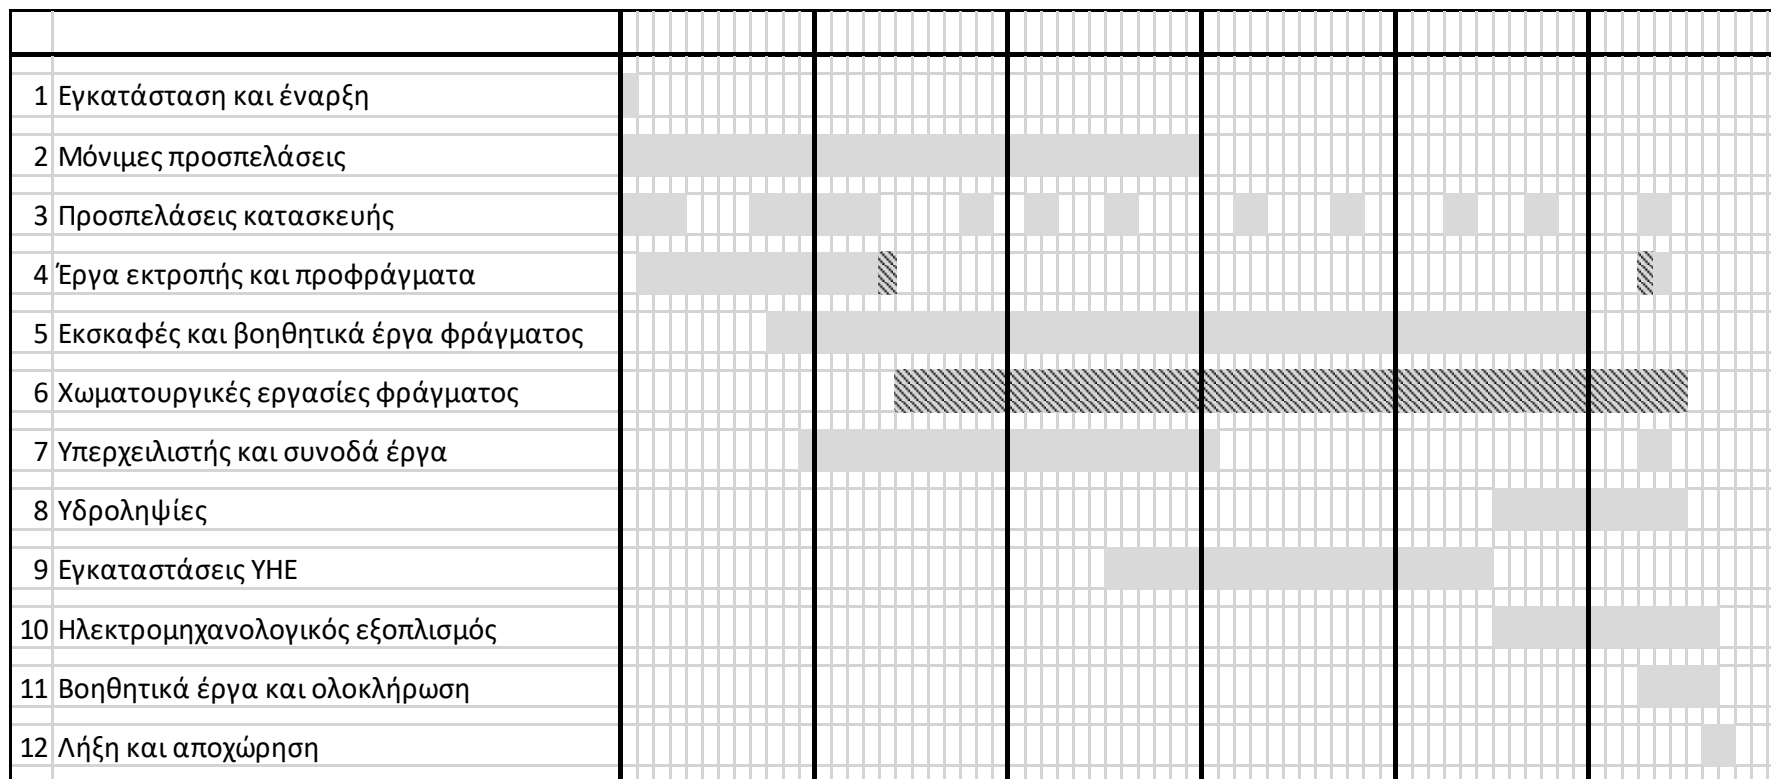 1 Εγκατάσταση και έναρξη
2 Μόνιμες προσπελάσεις
3 Προσπελάσεις κατασκευής
4 Έργα εκτροπής και προφράγματα
5 Εκσκαφές και βοηθητικά έργα φράγματος
6 Χωματουργικές εργασίες φράγματος
7 Υπερχειλιστής και συνοδά έργα
8 Υδροληψίες
9 Εγκαταστάσεις ΥΗΕ
10 Ηλεκτρομηχανολογικός εξοπλισμός
11 Βοηθητικά έργα και ολοκλήρωση
12 Λήξη και αποχώρηση